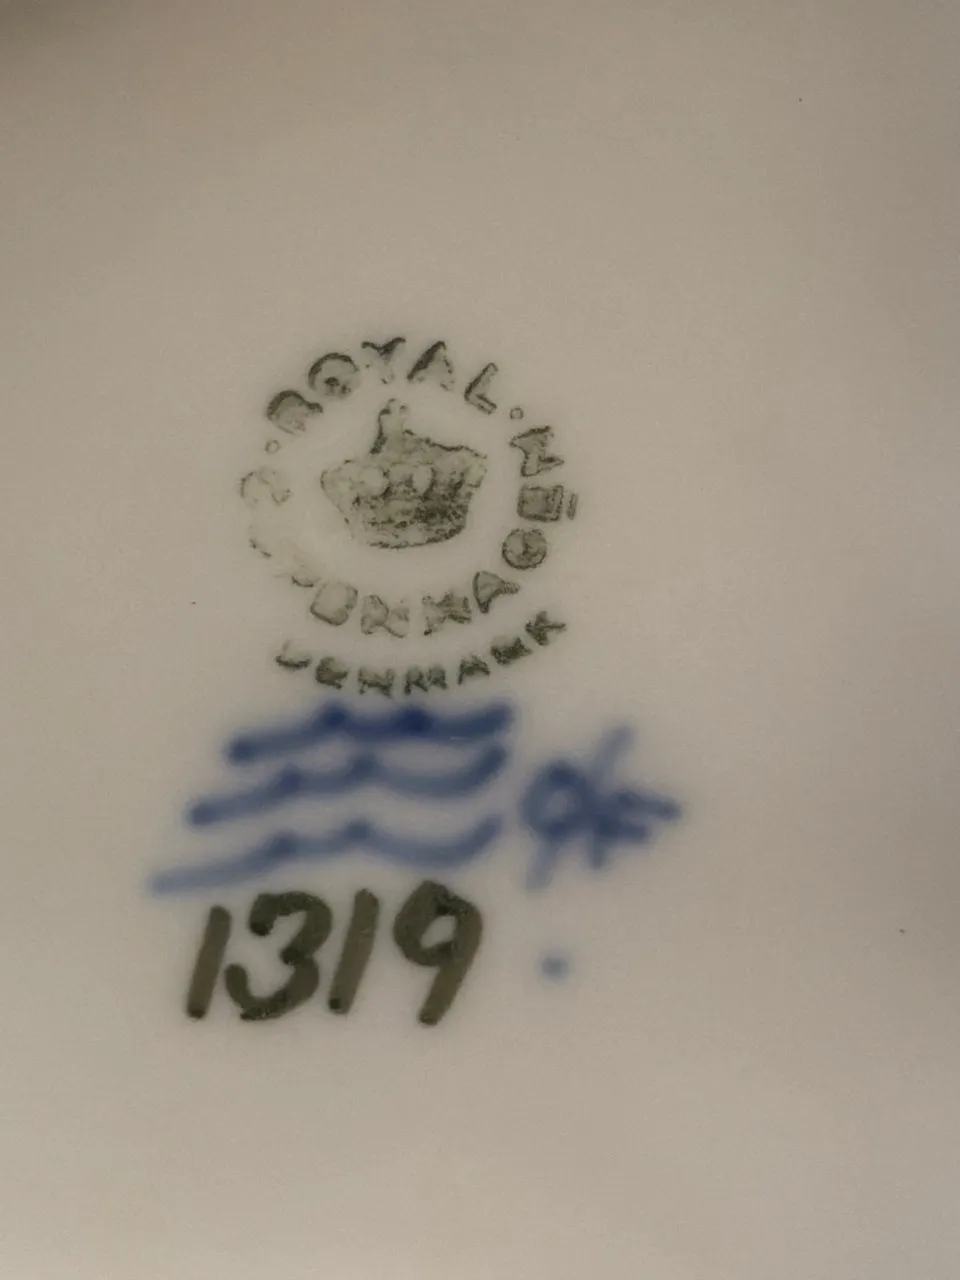 ROYAL
COPENHAGEN
DENMARK
1319